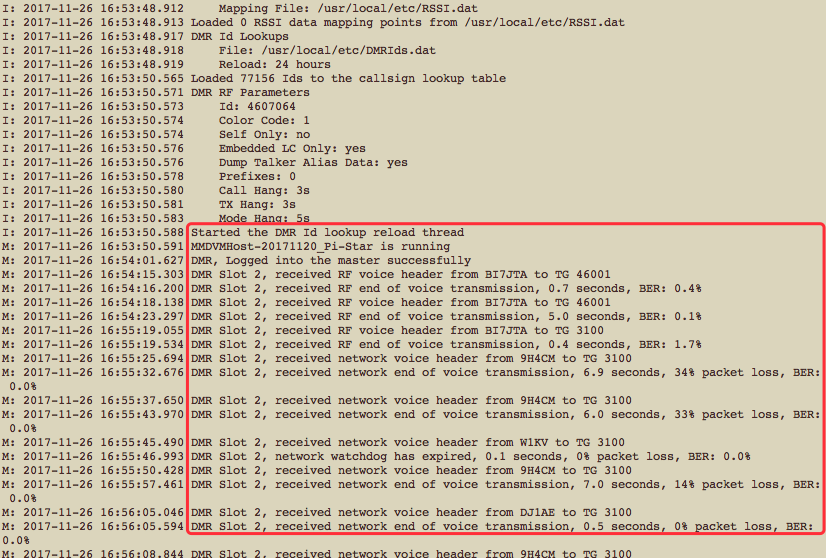 I: 2017-11-26 16:53:48.912     Mapping File: /usr/local/etc/RSSI.dat
I: 2017-11-26 16:53:48.913 Loaded 0 RSSI data mapping points from /usr/local/etc/RSSI.dat
I: 2017-11-26 16:53:48.917 DMR Id Lookups
I: 2017-11-26 16:53:48.918     File: /usr/local/etc/DMRIds.dat
I: 2017-11-26 16:53:48.919     Reload: 24 hours
I: 2017-11-26 16:53:50.565 Loaded 77156 Ids to the callsign lookup table
I: 2017-11-26 16:53:50.571 DMR RF Parameters
I: 2017-11-26 16:53:50.573     Id: 4607064
I: 2017-11-26 16:53:50.574     Color Code: 1
I: 2017-11-26 16:53:50.574     Self Only: no
I: 2017-11-26 16:53:50.576     Embedded LC Only: yes
I: 2017-11-26 16:53:50.576     Dump Talker Alias Data: yes
I: 2017-11-26 16:53:50.578     Prefixes: 0
I: 2017-11-26 16:53:50.580     Call Hang: 3s
I: 2017-11-26 16:53:50.581     TX Hang: 3s
I: 2017-11-26 16:53:50.583     Mode Hang: 5s
I: 2017-11-26 16:53:50.588 Started the DMR Id lookup reload thread
M: 2017-11-26 16:53:50.591 MMDVMHost-20171120_Pi-Star is running
M: 2017-11-26 16:54:01.627 DMR, Logged into the master successfully
M: 2017-11-26 16:54:15.303 DMR Slot 2, received RF voice header from BI7JTA to TG 46001
M: 2017-11-26 16:54:16.200 DMR Slot 2, received RF end of voice transmission, 0.7 seconds, BER: 0.4%
M: 2017-11-26 16:54:18.138 DMR Slot 2, received RF voice header from BI7JTA to TG 46001
M: 2017-11-26 16:54:23.297 DMR Slot 2, received RF end of voice transmission, 5.0 seconds, BER: 0.1%
M: 2017-11-26 16:55:19.055 DMR Slot 2, received RF voice header from BI7JTA to TG 3100
M: 2017-11-26 16:55:19.534 DMR Slot 2, received RF end of voice transmission, 0.4 seconds, BER: 1.7%
M: 2017-11-26 16:55:25.694 DMR Slot 2, received network voice header from 9H4CM to TG 3100
M: 2017-11-26 16:55:32.676 DMR Slot 2, received network end of voice transmission, 6.9 seconds, 34% packet loss, BER:
0.0%
M: 2017-11-26 16:55:37.650 DMR Slot 2, received network voice header from 9H4CM to TG 3100
M: 2017-11-26 16:55:43.970 DMR Slot 2, received network end of voice transmission, 6.0 seconds, 33% packet loss, BER:
0.0%
M: 2017-11-26 16:55:45.490 DMR Slot 2, received network voice header from W1KV to TG 3100
M: 2017-11-26 16:55:46.993 DMR Slot 2, network watchdog has expired, 0.1 seconds, 0% packet loss, BER: 0.0%
M: 2017-11-26 16:55:50.428 DMR Slot 2, received network voice header from 9H4CM to TG 3100
M: 2017-11-26 16:55:57.461 DMR Slot 2, received network end of voice transmission, 7.0 seconds, 14% packet loss, BER:
0.0%
M: 2017-11-26 16:56:05.046 DMR Slot 2, received network voice header from DJ1AE to TG 3100
M: 2017-11-26 16:56:05.594 DMR Slot 2, received network end of voice transmission, 0.5 seconds, 0% packet loss, BER:
0.0%
M: 2017-11-26 16:56:08.844 DMR Slot 2, received network voice header from 9H4CM to TG 3100